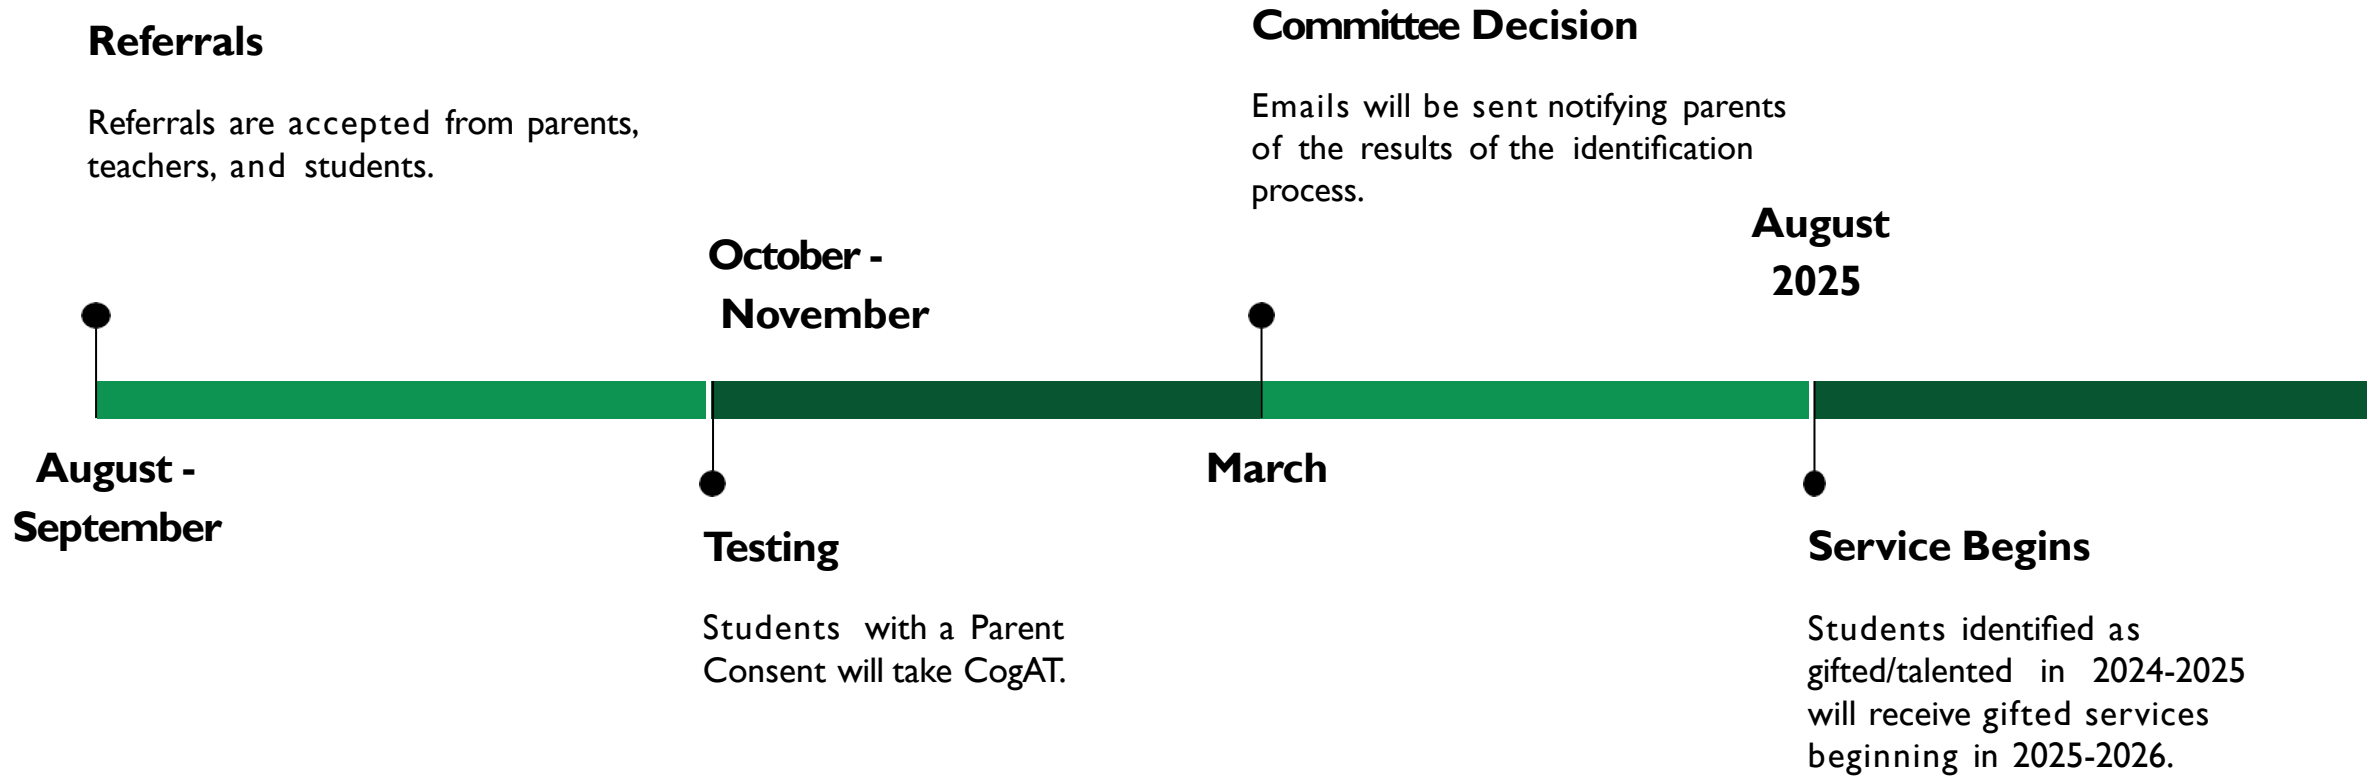 Referrals
Referrals are accepted from parents,
teachers, and students.
August -
September
October -
November
Testing
Students with a Parent
Consent will take CogAT.
Committee Decision
Emails will be sent notifying parents
of the results of the identification
process.
March
August
2025
Service Begins
Students identified as
gifted/talented in 2024-2025
will receive gifted services
beginning in 2025-2026.